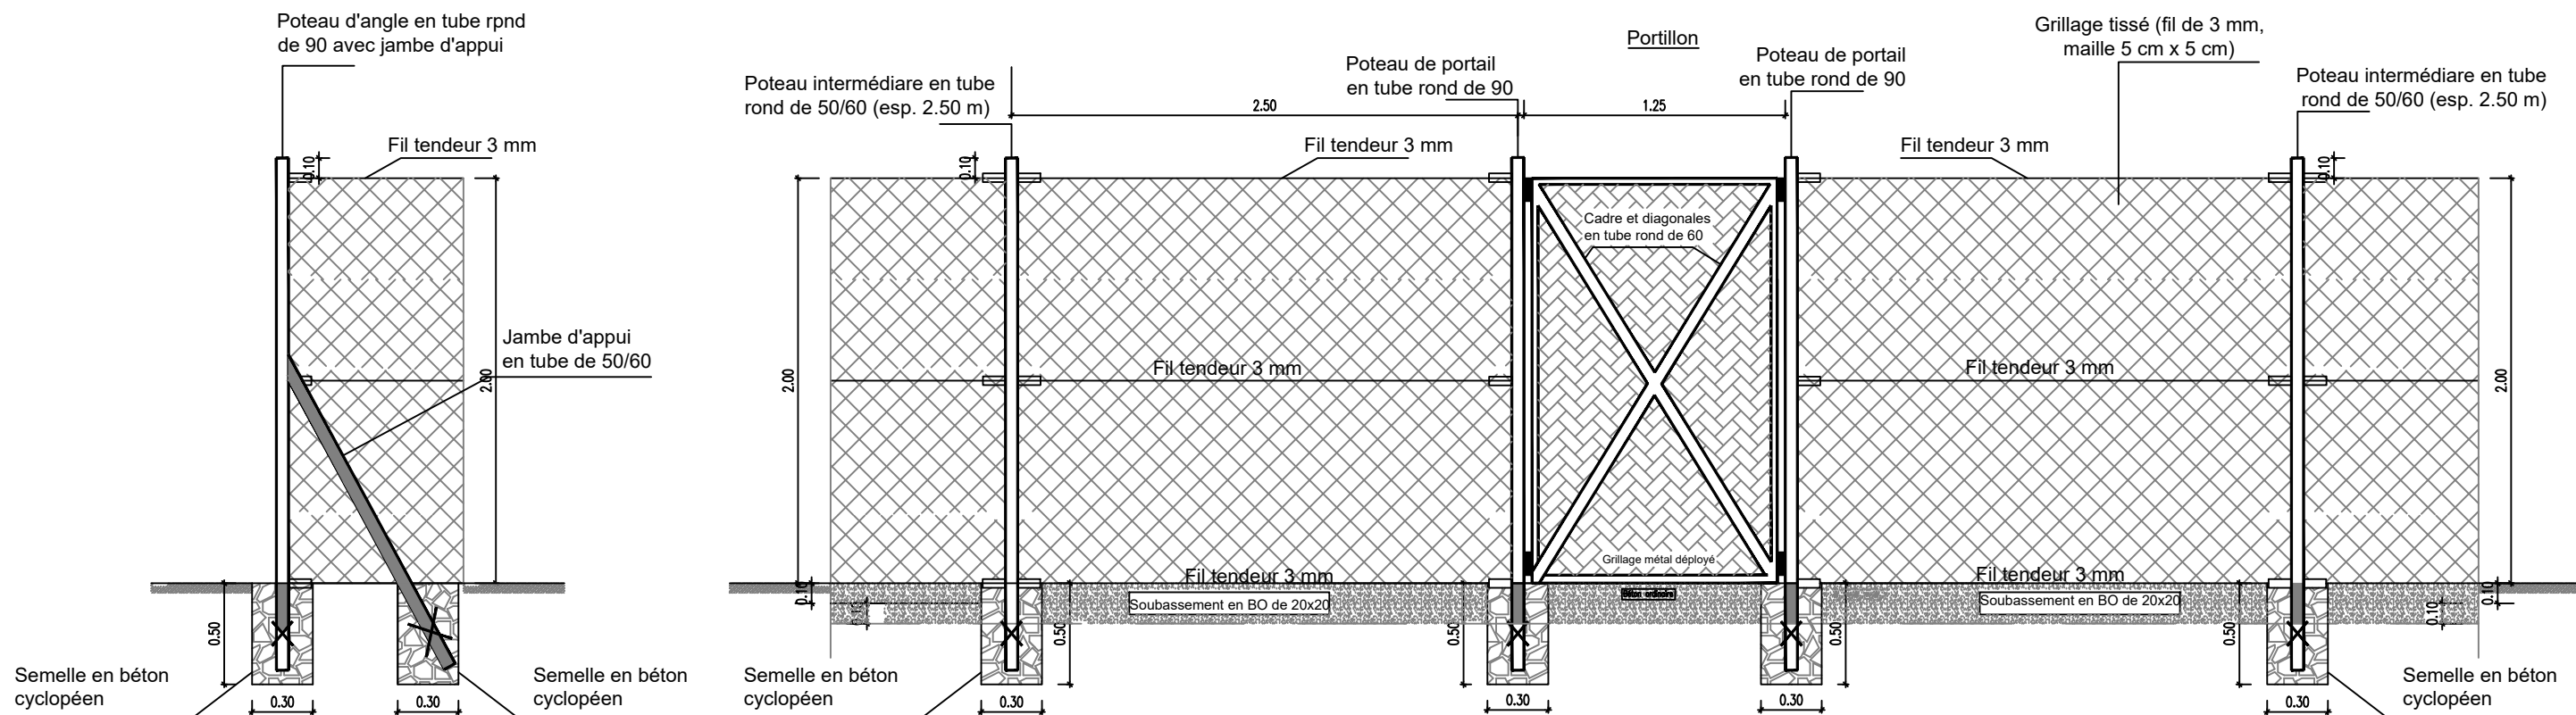 Poteau d'angle en tube rpnd
de 90 avec jambe d'appui
Fil tendeur 3 mm
0.10
Jambe d'appui
en tube de 50/60
2.00
0.50
Semelle en béton
cyclopéen
0.30
0.30
Semelle en béton
cyclopéen
Portillon
Poteau intermédiare en tube
rond de 50/60 (esp. 2.50 m)
2.50
Poteau de portail
en tube rond de 90
1.25
Poteau de portail
en tube rond de 90
Grillage tissé (fil de 3 mm,
maille 5 cm x 5 cm)
Poteau intermédiare en tube
rond de 50/60 (esp. 2.50 m)
0.10
Fil tendeur 3 mm
Fil tendeur 3 mm
0.10
Cadre et diagonales
en tube rond de 60
2.00
Fil tendeur 3 mm
Fil tendeur 3 mm
2.00
Grillage métal déployé
Fil tendeur 3 mm
Fil tendeur 3 mm
0.10
0.10
Soubassement en BO de 20x20
Béton ordinaire
Soubassement en BO de 20x20
0.10
0.10
0.50
0.50
0.50
0.50
Semelle en béton
cyclopéen
0.30
0.30
0.30
0.30
Semelle en béton
cyclopéen